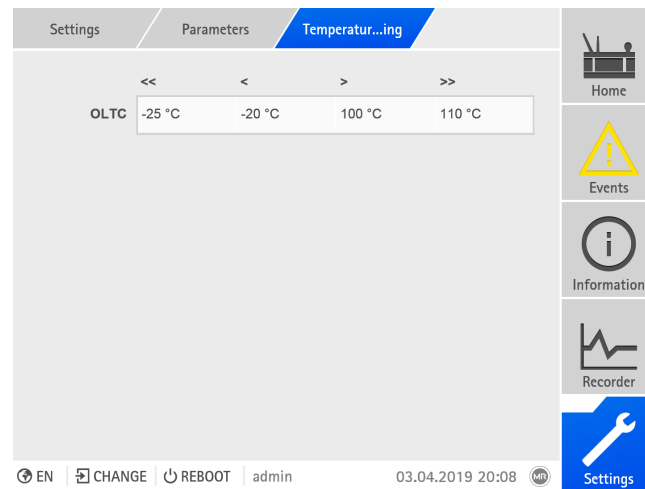 Settings Parameters Temperatur...ing
<< < > >>
OLTC -25 °C -20 °C 100 °C 110 °C
Home
Events
Information
Recorder
Settings
EN CHANGE REBOOT admin 03.04.2019 20:08 MR